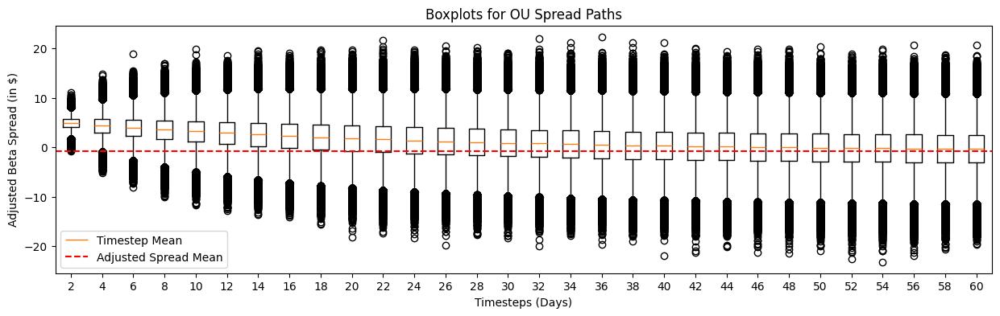 Boxplots for OU Spread Paths
Adjusted Beta Spread (in $)
20
10
0
−10
−20
Timestep Mean
Adjusted Spread Mean
2 4 6 8 10 12 14 16 18 20 22 24 26 28 30 32 34 36 38 40 42 44 46 48 50 52 54 56 58 60
Timesteps (Days)